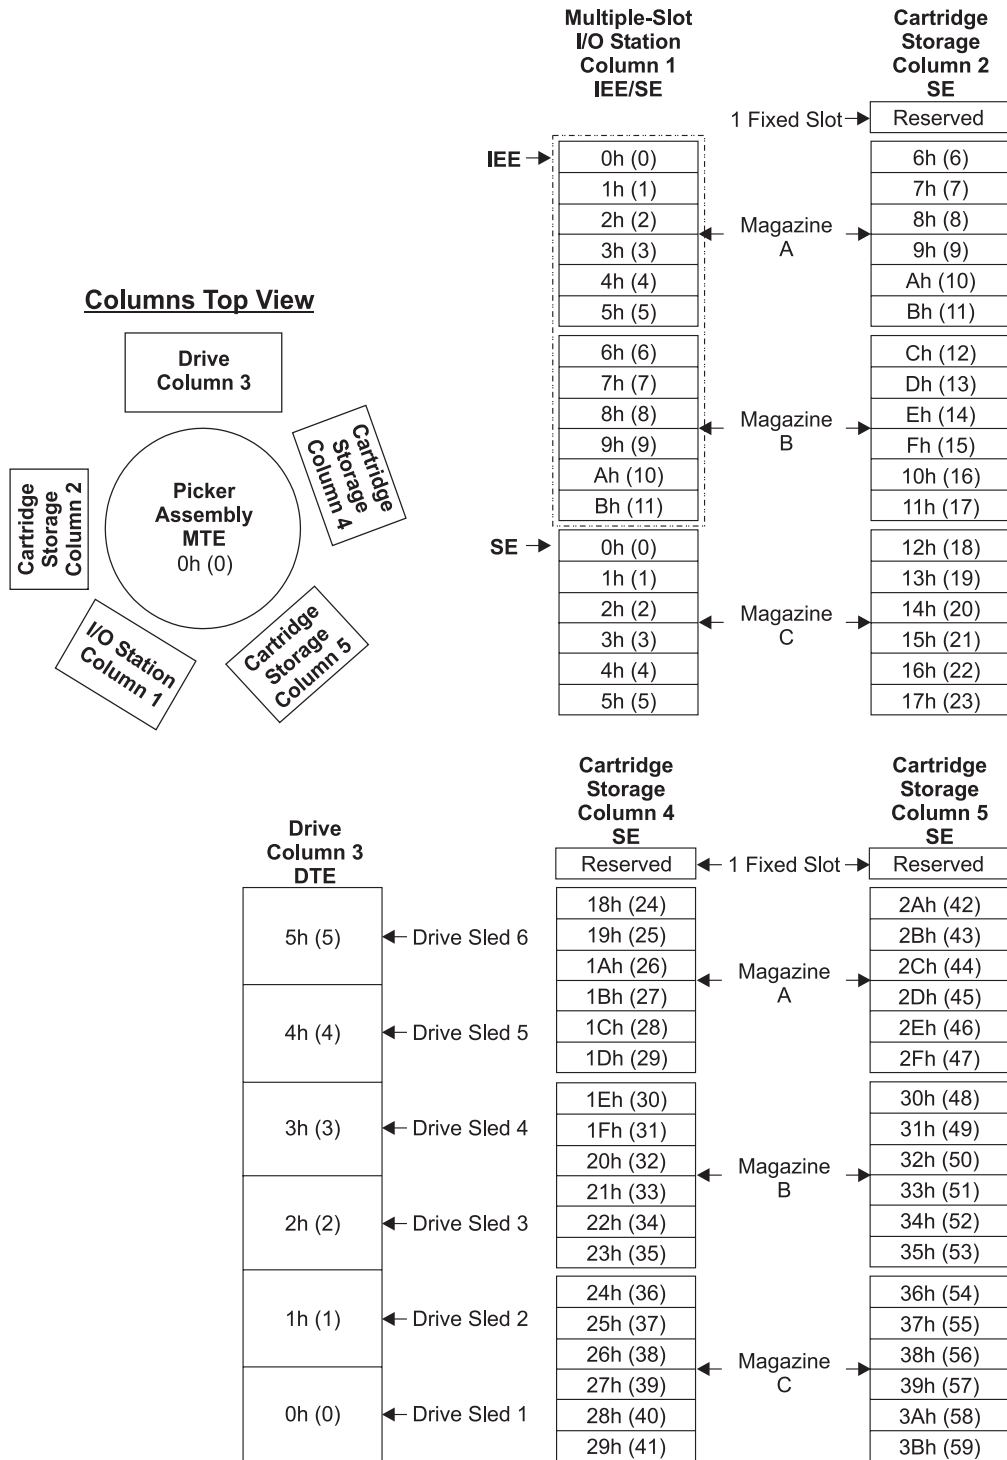 Multiple-Slot
I/O Station
Column 1
IEE/SE
Cartridge
Storage
Column 2
SE
1 Fixed Slot
Reserved
IEE
0h (0)
1h (1)
2h (2)
3h (3)
4h (4)
5h (5)
6h (6)
7h (7)
8h (8)
9h (9)
Ah (10)
Bh (11)
SE
0h (0)
1h (1)
2h (2)
3h (3)
4h (4)
5h (5)
Magazine
A
Magazine
B
Magazine
C
6h (6)
7h (7)
8h (8)
9h (9)
Ah (10)
Bh (11)
Ch (12)
Dh (13)
Eh (14)
Fh (15)
10h (16)
11h (17)
12h (18)
13h (19)
14h (20)
15h (21)
16h (22)
17h (23)
Columns Top View
Drive
Column 3
Cartridge
Storage
Column 4
Cartridge
Storage
Column 2
Picker
Assembly
MTE
0h (0)
I/O Station
Column 1
Cartridge
Storage
Column 5
Drive
Column 3
DTE
5h (5)
4h (4)
3h (3)
2h (2)
1h (1)
0h (0)
Drive Sled 6
Drive Sled 5
Drive Sled 4
Drive Sled 3
Drive Sled 2
Drive Sled 1
Cartridge
Storage
Column 4
SE
Reserved
18h (24)
19h (25)
1Ah (26)
1Bh (27)
1Ch (28)
1Dh (29)
1Eh (30)
1Fh (31)
20h (32)
21h (33)
22h (34)
23h (35)
24h (36)
25h (37)
26h (38)
27h (39)
28h (40)
29h (41)
1 Fixed Slot
Magazine
A
Magazine
B
Magazine
C
Cartridge
Storage
Column 5
SE
Reserved
2Ah (42)
2Bh (43)
2Ch (44)
2Dh (45)
2Eh (46)
2Fh (47)
30h (48)
31h (49)
32h (50)
33h (51)
34h (52)
35h (53)
36h (54)
37h (55)
38h (56)
39h (57)
3Ah (58)
3Bh (59)